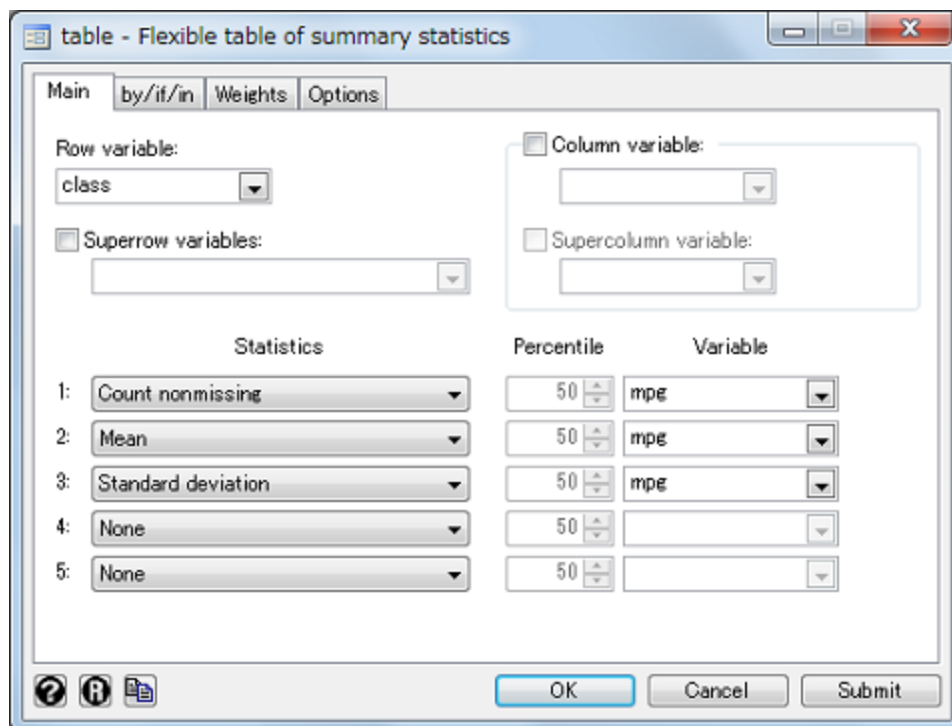 table - Flexible table of summary statistics
Main by/if/in Weights Options
Row variable:
class
Column variable:
Superrow variables:
Supercolumn variable:
Statistics Percentile Variable
1: Count nonmissing 50 mpg
2: Mean 50 mpg
3: Standard deviation 50 mpg
4: None 50
5: None 50
? R OK Cancel Submit